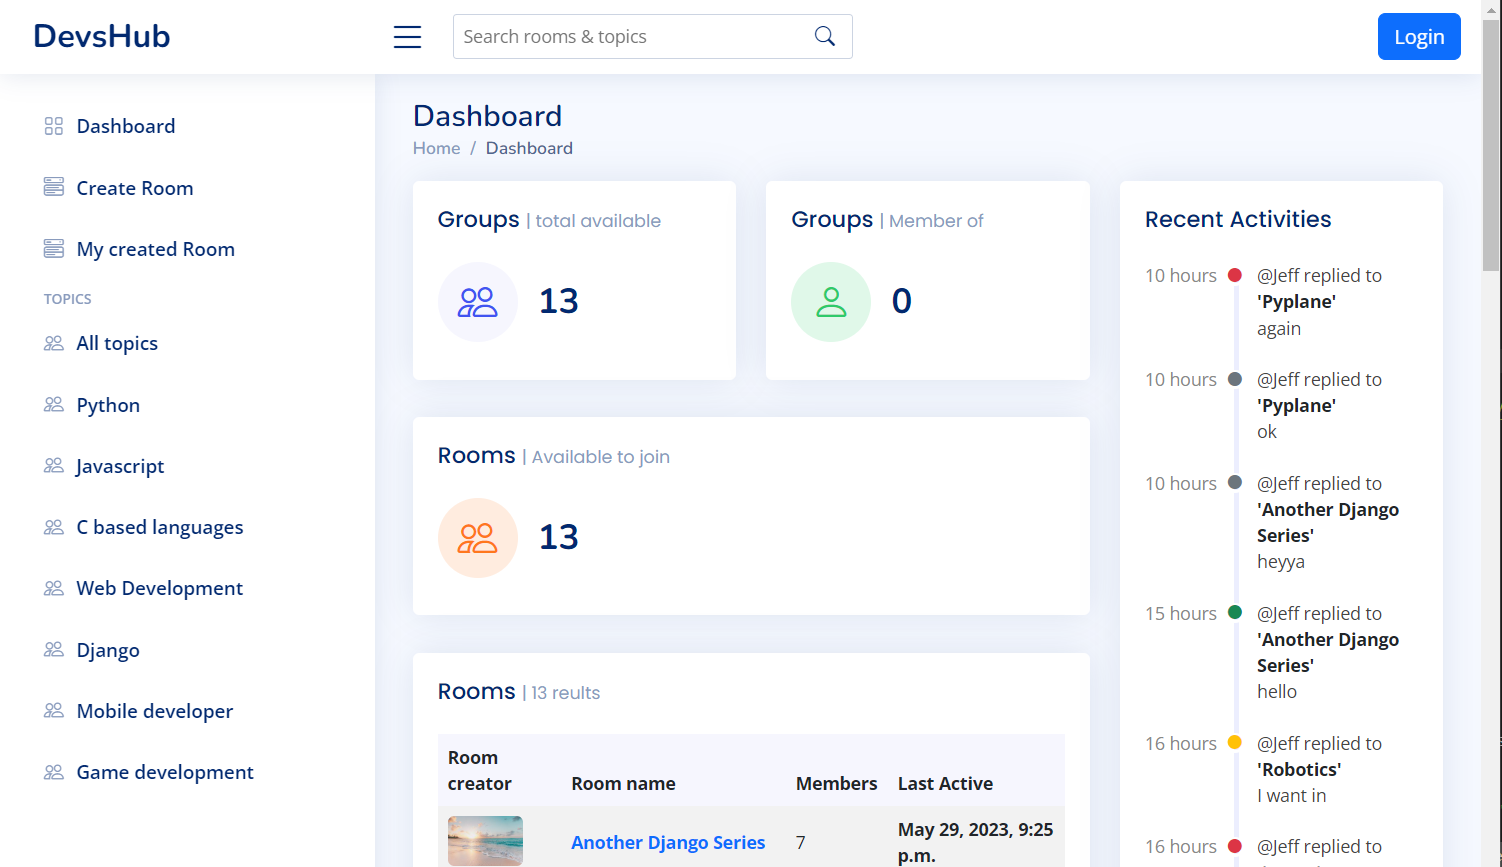 DevsHub
Search rooms & topics
Login
Dashboard
Create Room
My created Room
TOPICS
All topics
Python
Javascript
C based languages
Web Development
Django
Mobile developer
Game development
Dashboard
Home / Dashboard
Groups | total available
13
Groups | Member of
0
Rooms | Available to join
13
Rooms | 13 reults
Room
creator
Room name
Members
Last Active
Another Django Series
7
May 29, 2023, 9:25
p.m.
Recent Activities
10 hours
@Jeff replied to
'Pyplane'
again
10 hours
@Jeff replied to
'Pyplane'
ok
10 hours
@Jeff replied to
'Another Django
Series'
heyya
15 hours
@Jeff replied to
'Another Django
Series'
hello
16 hours
@Jeff replied to
'Robotics'
I want in
16 hours
@Jeff replied to